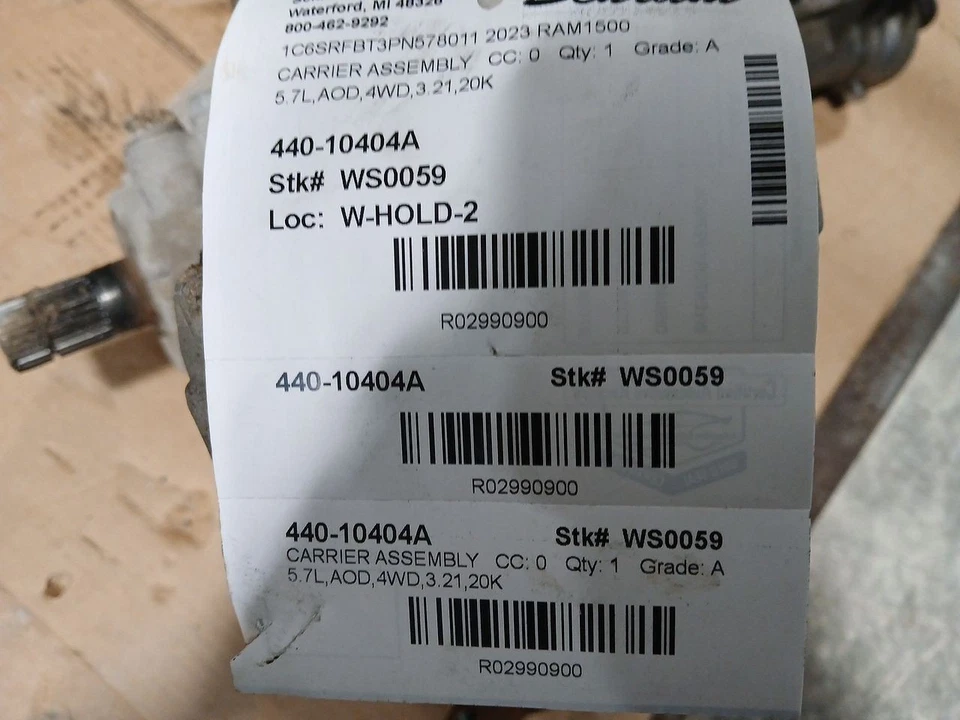 Waterford, MI 48328
800-462-9292
1C6SRFBT3PN578011 2023 RAM1500
CARRIER ASSEMBLY CC: 0 Qty: 1 Grade: A
5.7L,AOD,4WD,3.21,20K
440-10404A
Stk# WS0059
Loc: W-HOLD-2
R02990900
440-10404A Stk# WS0059
R02990900
440-10404A Stk# WS0059
CARRIER ASSEMBLY CC: 0 Qty: 1 Grade: A
5.7L,AOD,4WD,3.21,20K
R02990900